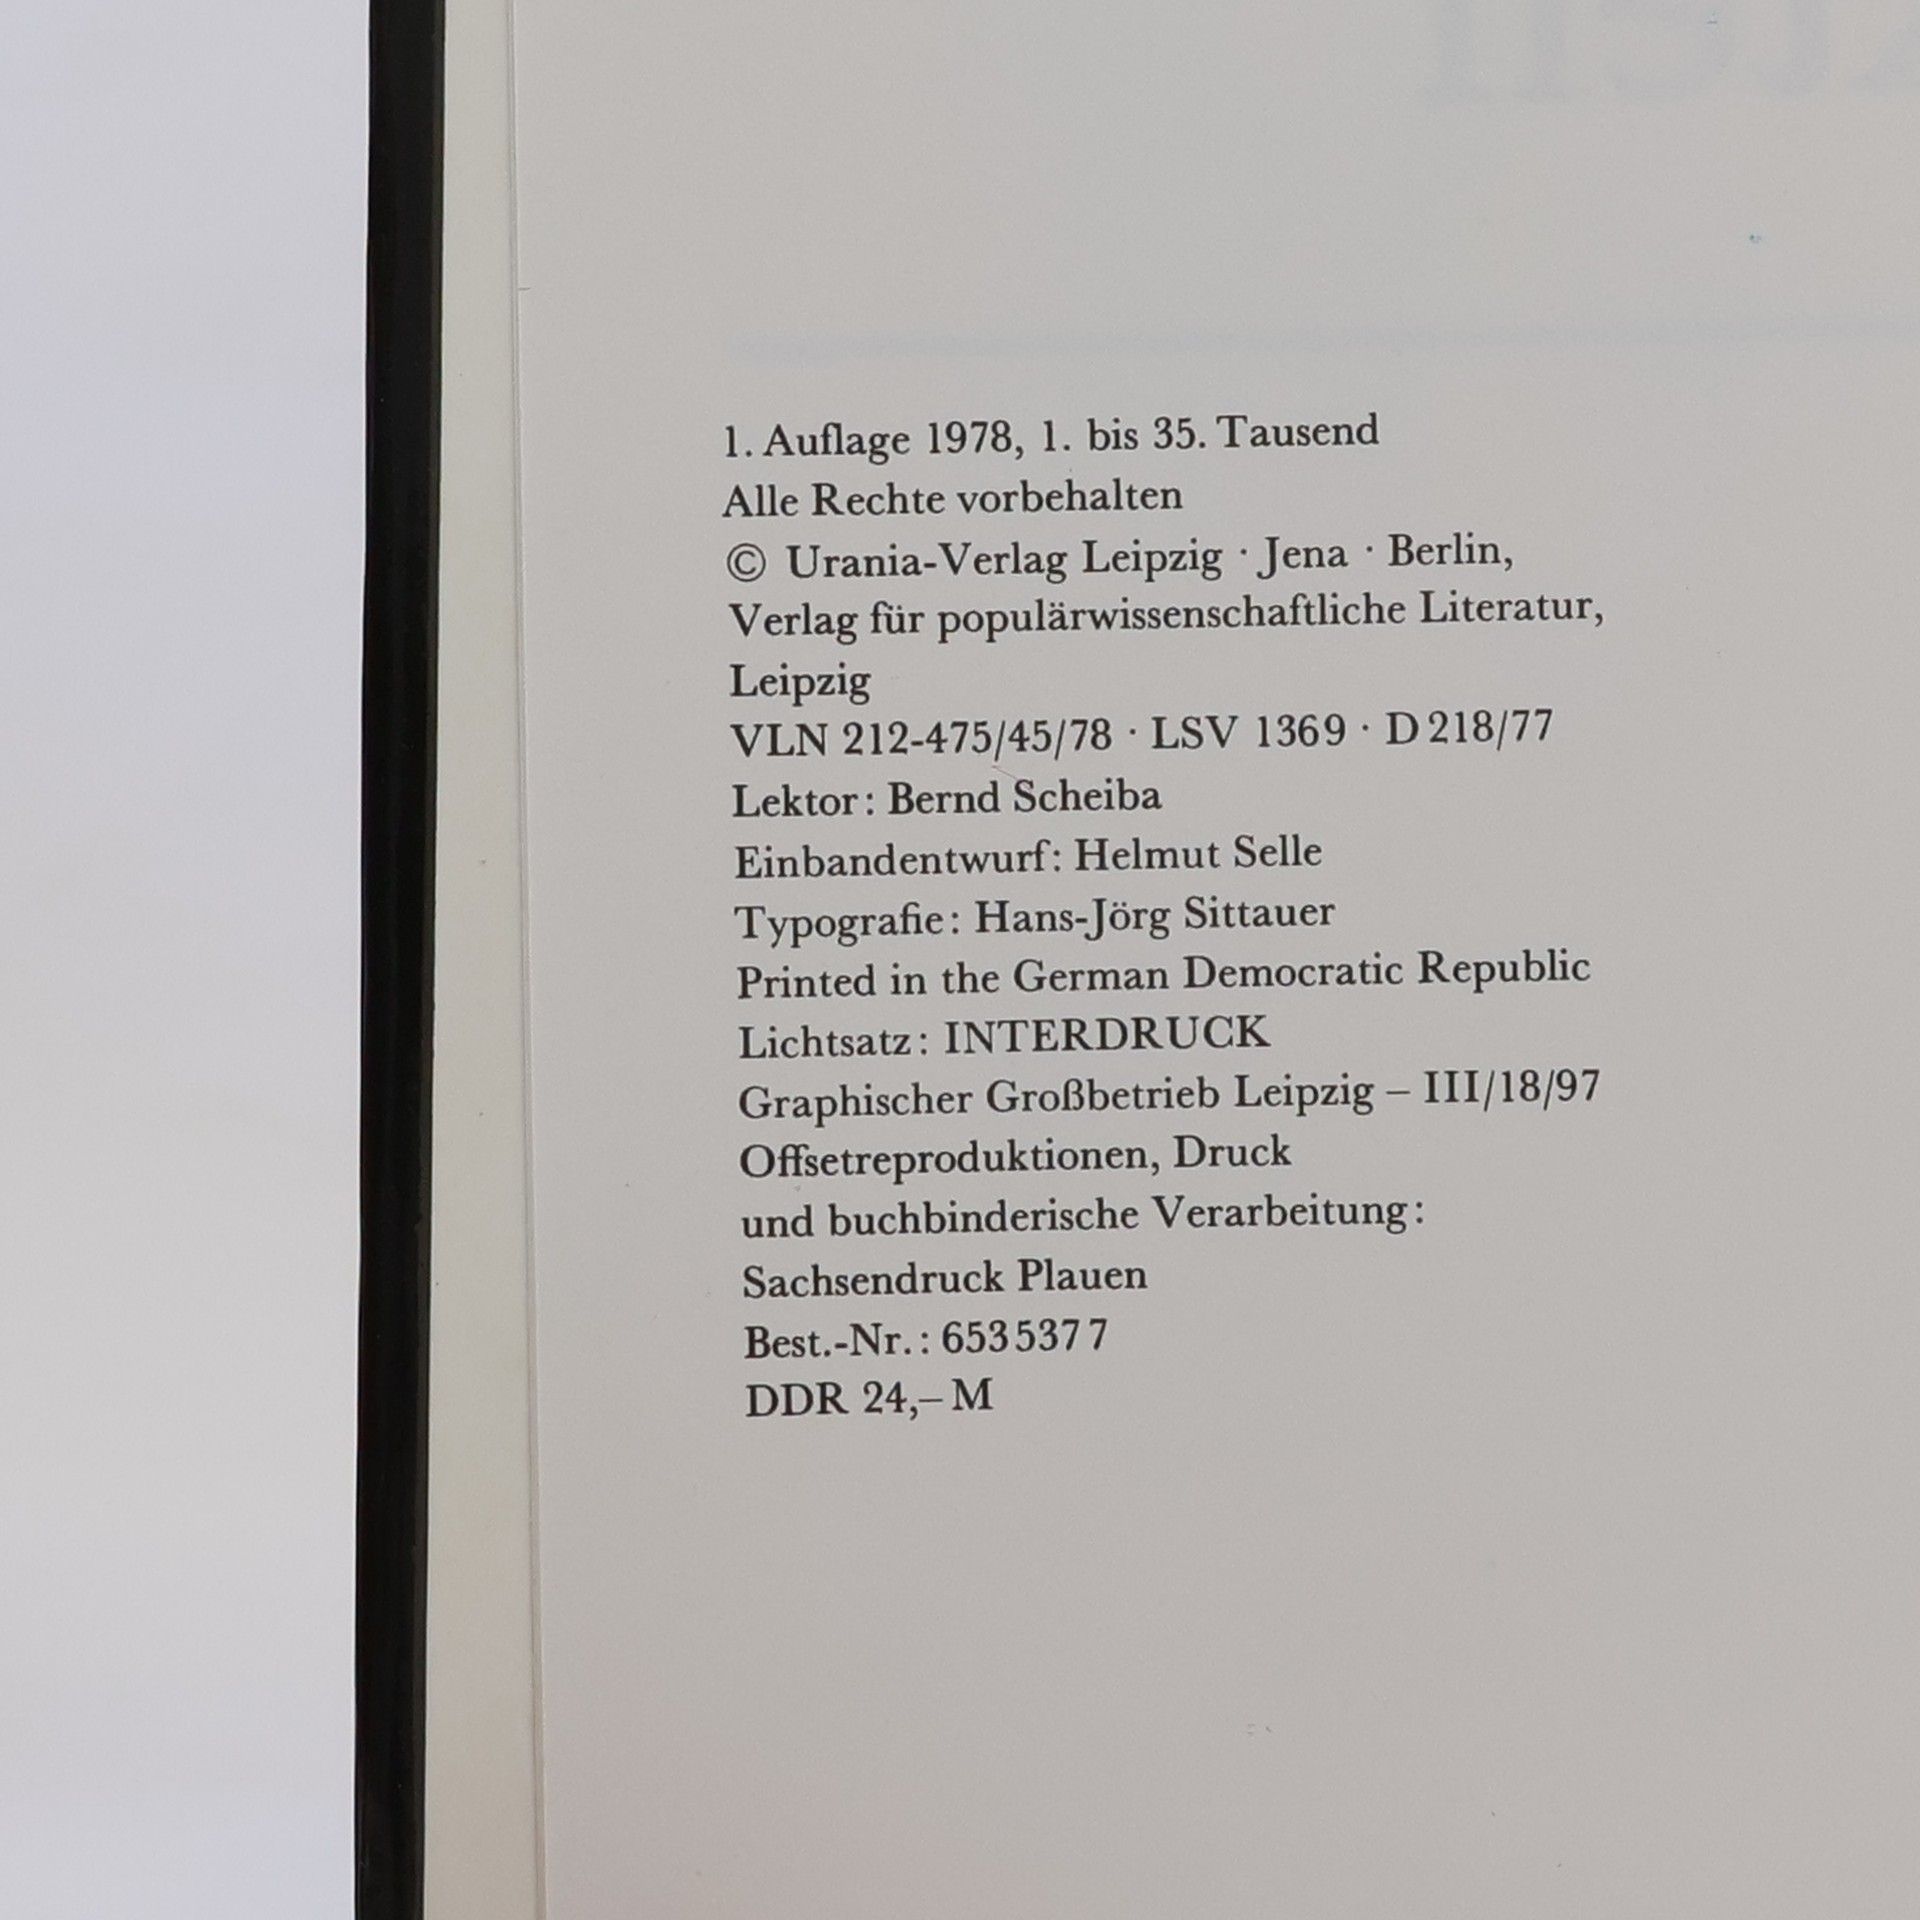 1. Auflage 1978, 1. bis 35. Tausend
Alle Rechte vorbehalten
© Urania-Verlag Leipzig · Jena · Berlin,
Verlag für populärwissenschaftliche Literatur,
Leipzig
VLN 212-475/45/78 · LSV 1369 · D 218/77
Lektor: Bernd Scheiba
Einbandentwurf: Helmut Selle
Typografie: Hans-Jörg Sittauer
Printed in the German Democratic Republic
Lichtsatz: INTERDRUCK
Graphischer Großbetrieb Leipzig – III/18/97
Offsetreproduktionen, Druck
und buchbinderische Verarbeitung:
Sachsendruck Plauen
Best.-Nr.: 653 537 7
DDR 24,– M